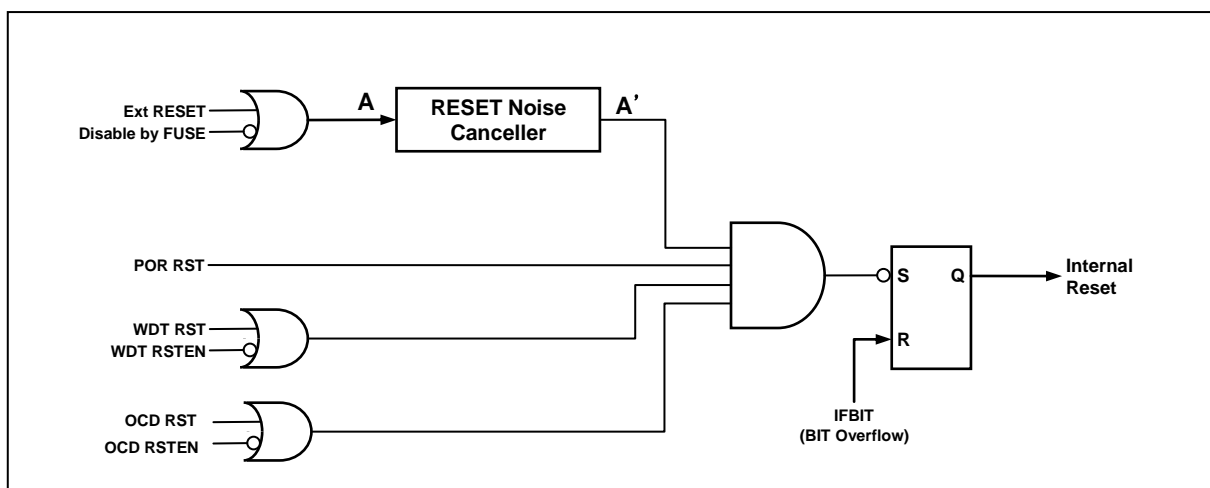 Ext RESET
Disable by FUSE
A
RESET Noise
Canceller
A'
POR RST
WDT RST
WDT RSTEN
OCD RST
OCD RSTEN
S
Q
R
Internal
Reset
IFBIT
(BIT Overflow)